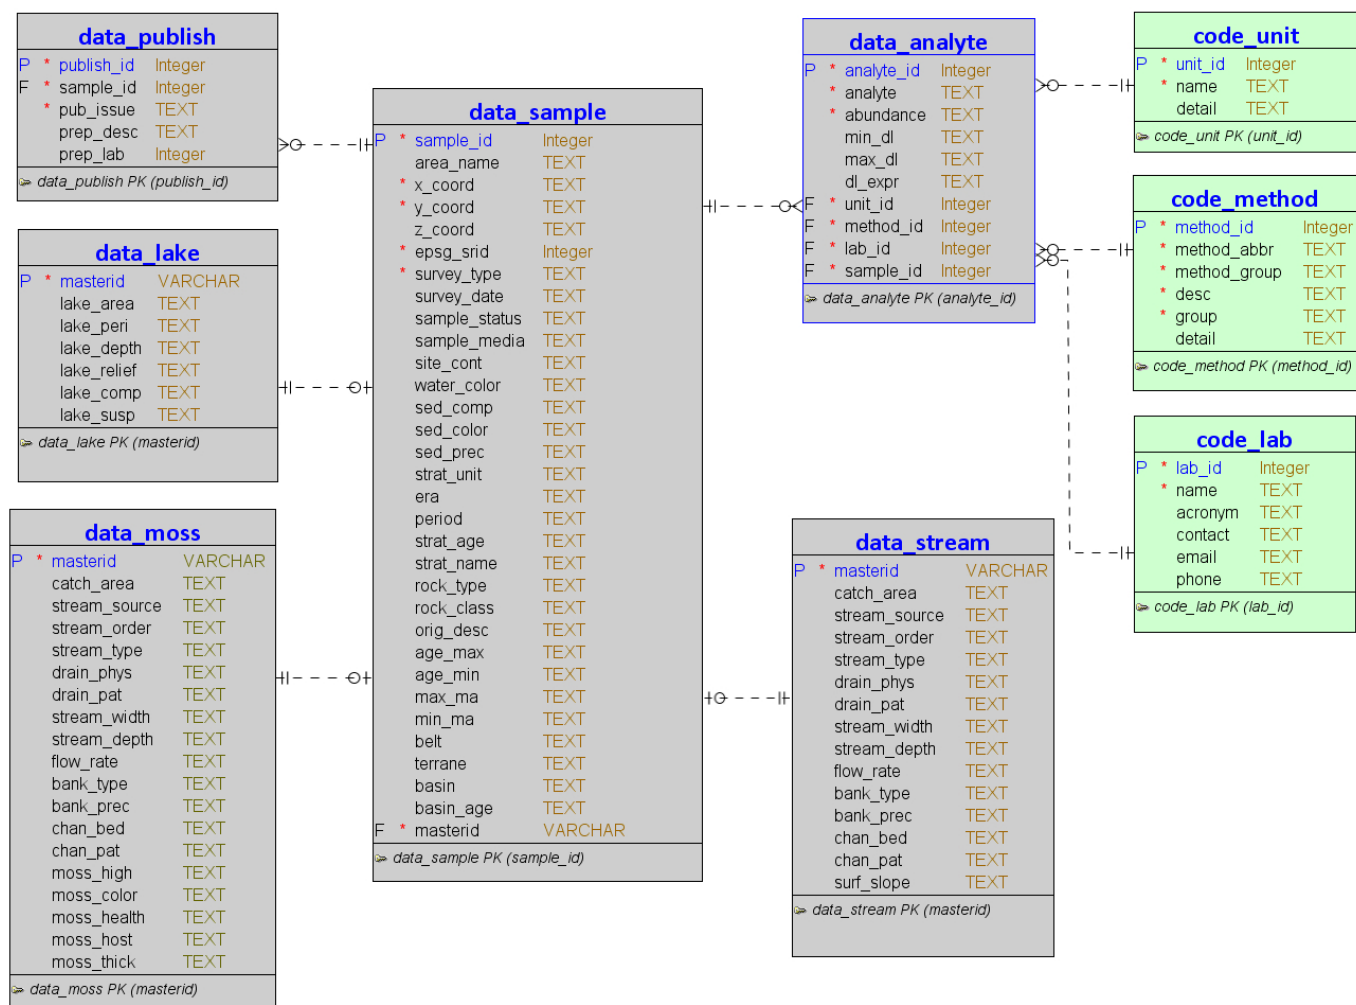 data_publish
P * publish_id Integer
F * sample_id Integer
* pub_issue TEXT
prep_desc TEXT
prep_lab Integer
data_publish PK (publish_id)
data_lake
P * masterid VARCHAR
lake_area TEXT
lake_peri TEXT
lake_depth TEXT
lake_relief TEXT
lake_comp TEXT
lake_susp TEXT
data_lake PK (masterid)
data_moss
P * masterid VARCHAR
catch_area TEXT
stream_source TEXT
stream_order TEXT
stream_type TEXT
drain_phys TEXT
drain_pat TEXT
stream_width TEXT
stream_depth TEXT
flow_rate TEXT
bank_type TEXT
bank_prec TEXT
chan_bed TEXT
chan_pat TEXT
moss_high TEXT
moss_color TEXT
moss_health TEXT
moss_host TEXT
moss_thick TEXT
data_moss PK (masterid)
data_sample
P * sample_id Integer
area_name TEXT
* x_coord TEXT
* y_coord TEXT
z_coord TEXT
* epsg_srid Integer
* survey_type TEXT
survey_date TEXT
sample_status TEXT
sample_media TEXT
site_cont TEXT
water_color TEXT
sed_comp TEXT
sed_color TEXT
sed_prec TEXT
strat_unit TEXT
era TEXT
period TEXT
strat_age TEXT
strat_name TEXT
rock_type TEXT
rock_class TEXT
orig_desc TEXT
age_max TEXT
age_min TEXT
max_ma TEXT
min_ma TEXT
belt TEXT
terrane TEXT
basin TEXT
basin_age TEXT
F * masterid VARCHAR
data_sample PK (sample_id)
data_analyte
P * analyte_id Integer
* analyte TEXT
* abundance TEXT
min_dl TEXT
max_dl TEXT
dl_expr TEXT
F * unit_id Integer
F * method_id Integer
F * lab_id Integer
F * sample_id Integer
data_analyte PK (analyte_id)
data_stream
P * masterid VARCHAR
catch_area TEXT
stream_source TEXT
stream_order TEXT
stream_type TEXT
drain_phys TEXT
drain_pat TEXT
stream_width TEXT
stream_depth TEXT
flow_rate TEXT
bank_type TEXT
bank_prec TEXT
chan_bed TEXT
chan_pat TEXT
surf_slope TEXT
data_stream PK (masterid)
code_unit
P * unit_id Integer
* name TEXT
detail TEXT
code_unit PK (unit_id)
code_method
P * method_id Integer
* method_abbr TEXT
* method_group TEXT
* desc TEXT
* group TEXT
detail TEXT
code_method PK (method_id)
code_lab
P * lab_id Integer
* name TEXT
acronym TEXT
contact TEXT
email TEXT
phone TEXT
code_lab PK (lab_id)